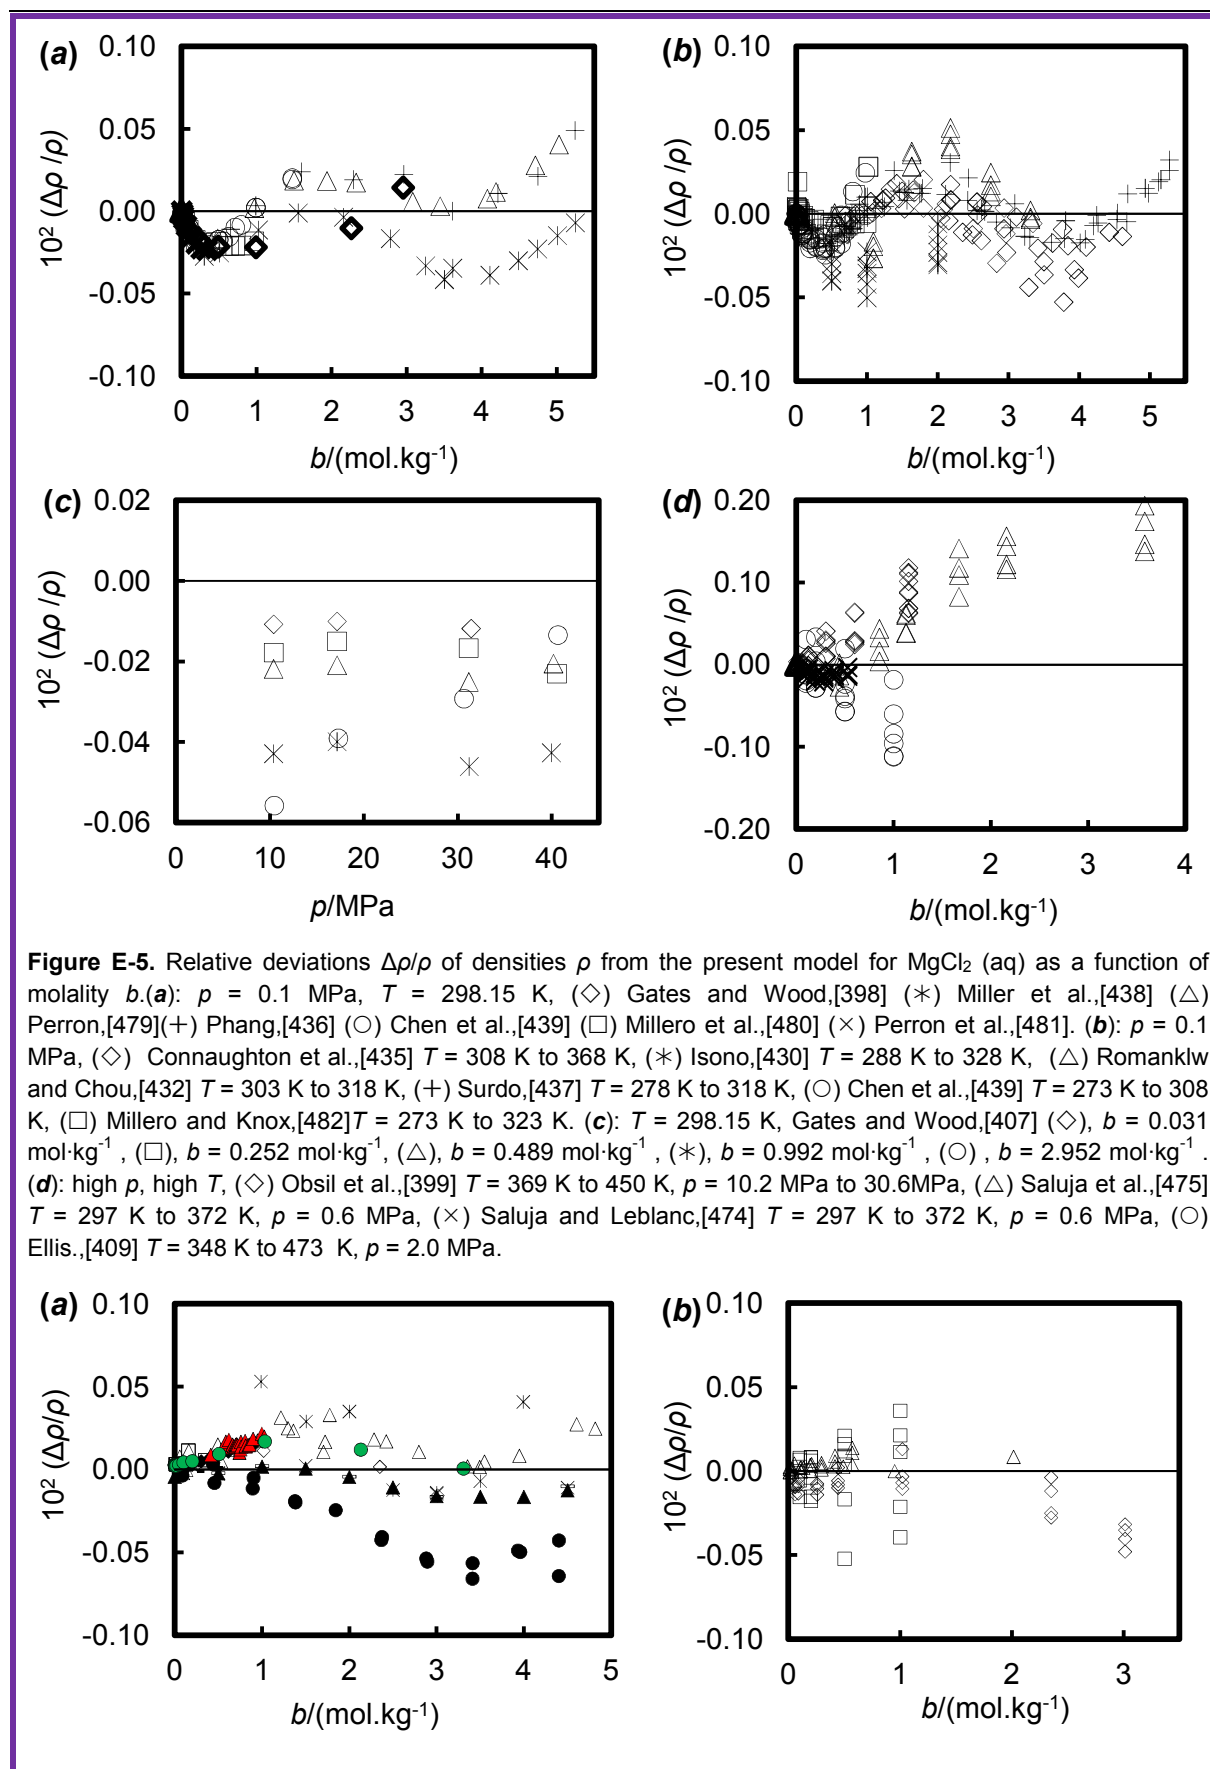 (a)
0.10
0.05
0.00
-0.05
-0.10
10² (Δρ /ρ)
0 1 2 3 4 5
b/(mol.kg⁻¹)
(b)
0.10
0.05
0.00
-0.05
-0.10
10² (Δρ /ρ)
0 1 2 3 4 5
b/(mol.kg⁻¹)
(c)
0.02
0.00
-0.02
-0.04
-0.06
10² (Δρ /ρ)
0 10 20 30 40
p/MPa
(d)
0.20
0.10
0.00
-0.10
-0.20
10² (Δρ /ρ)
0 1 2 3 4
b/(mol.kg⁻¹)
Figure E-5. Relative deviations Δρ/ρ of densities ρ from the present model for MgCl₂ (aq) as a function of
molality b.(a): p = 0.1 MPa, T = 298.15 K, (◇) Gates and Wood,[398] (✳) Miller et al.,[438] (△)
Perron,[479](+) Phang,[436] (○) Chen et al.,[439] (□) Millero et al.,[480] (×) Perron et al.,[481]. (b): p = 0.1
MPa, (◇) Connaughton et al.,[435] T = 308 K to 368 K, (✳) Isono,[430] T = 288 K to 328 K, (△) Romanklw
and Chou,[432] T = 303 K to 318 K, (+) Surdo,[437] T = 278 K to 318 K, (○) Chen et al.,[439] T = 273 K to 308
K, (□) Millero and Knox,[482]T = 273 K to 323 K. (c): T = 298.15 K, Gates and Wood,[407] (◇), b = 0.031
mol·kg⁻¹ , (□), b = 0.252 mol·kg⁻¹, (△), b = 0.489 mol·kg⁻¹ , (✳), b = 0.992 mol·kg⁻¹ , (○) , b = 2.952 mol·kg⁻¹ .
(d): high p, high T, (◇) Obsil et al.,[399] T = 369 K to 450 K, p = 10.2 MPa to 30.6MPa, (△) Saluja et al.,[475]
T = 297 K to 372 K, p = 0.6 MPa, (×) Saluja and Leblanc,[474] T = 297 K to 372 K, p = 0.6 MPa, (○)
Ellis.,[409] T = 348 K to 473 K, p = 2.0 MPa.
(a)
0.10
0.05
0.00
-0.05
-0.10
10² (Δρ/ρ)
0 1 2 3 4 5
b/(mol.kg⁻¹)
(b)
0.10
0.05
0.00
-0.05
-0.10
10² (Δρ/ρ)
0 1 2 3
b/(mol.kg⁻¹)